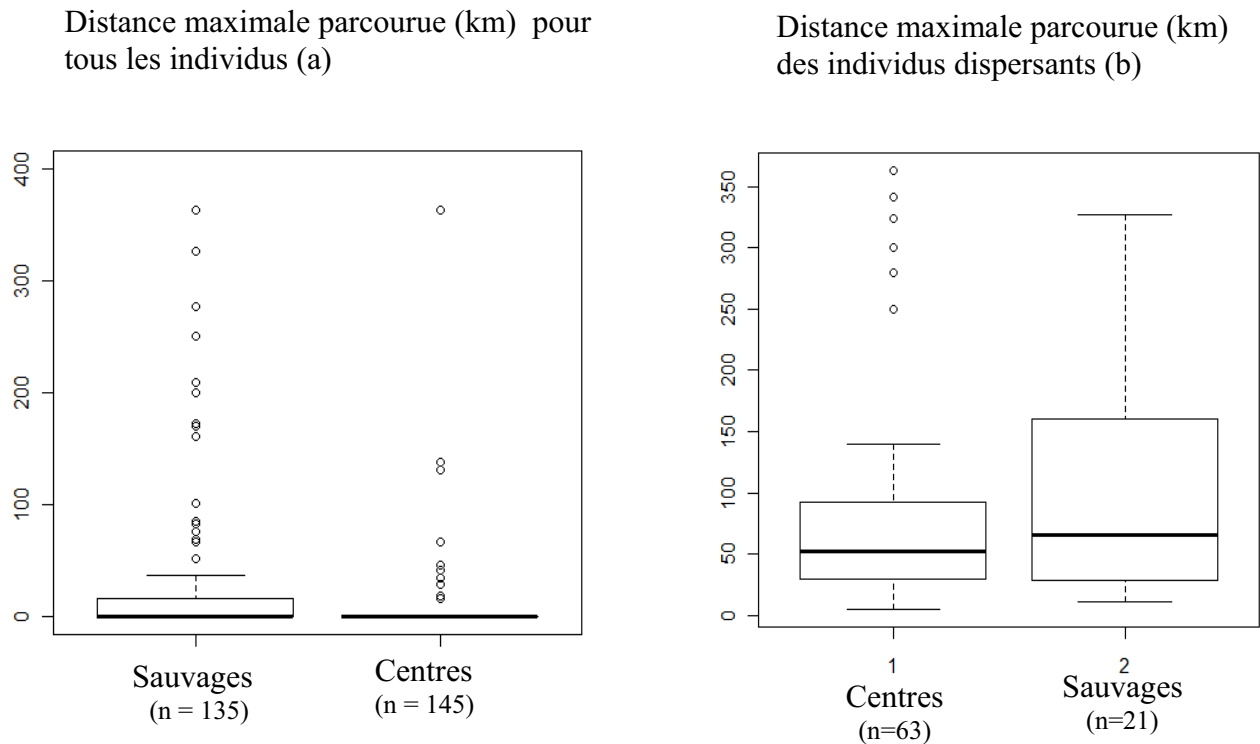 Distance maximale parcourue (km) pour
tous les individus (a)
Distance maximale parcourue (km)
des individus dispersants (b)
400
300
200
100
0
Sauvages
(n = 135)
Centres
(n = 145)
350
300
250
200
150
100
50
0
1
2
Centres
(n=63)
Sauvages
(n=21)